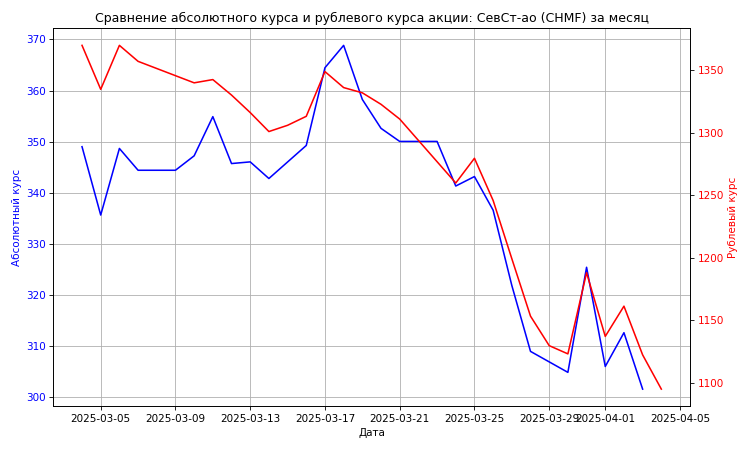 Сравнение абсолютного курса и рублевого курса акции: СевСт-ао (CHMF) за месяц
370
360
350
340
330
320
310
300
Абсолютный курс
1350
1300
1250
1200
1150
1100
Рублевый курс
2025-03-05 2025-03-09 2025-03-13 2025-03-17 2025-03-21 2025-03-25 2025-03-29 2025-04-01 2025-04-05
Дата